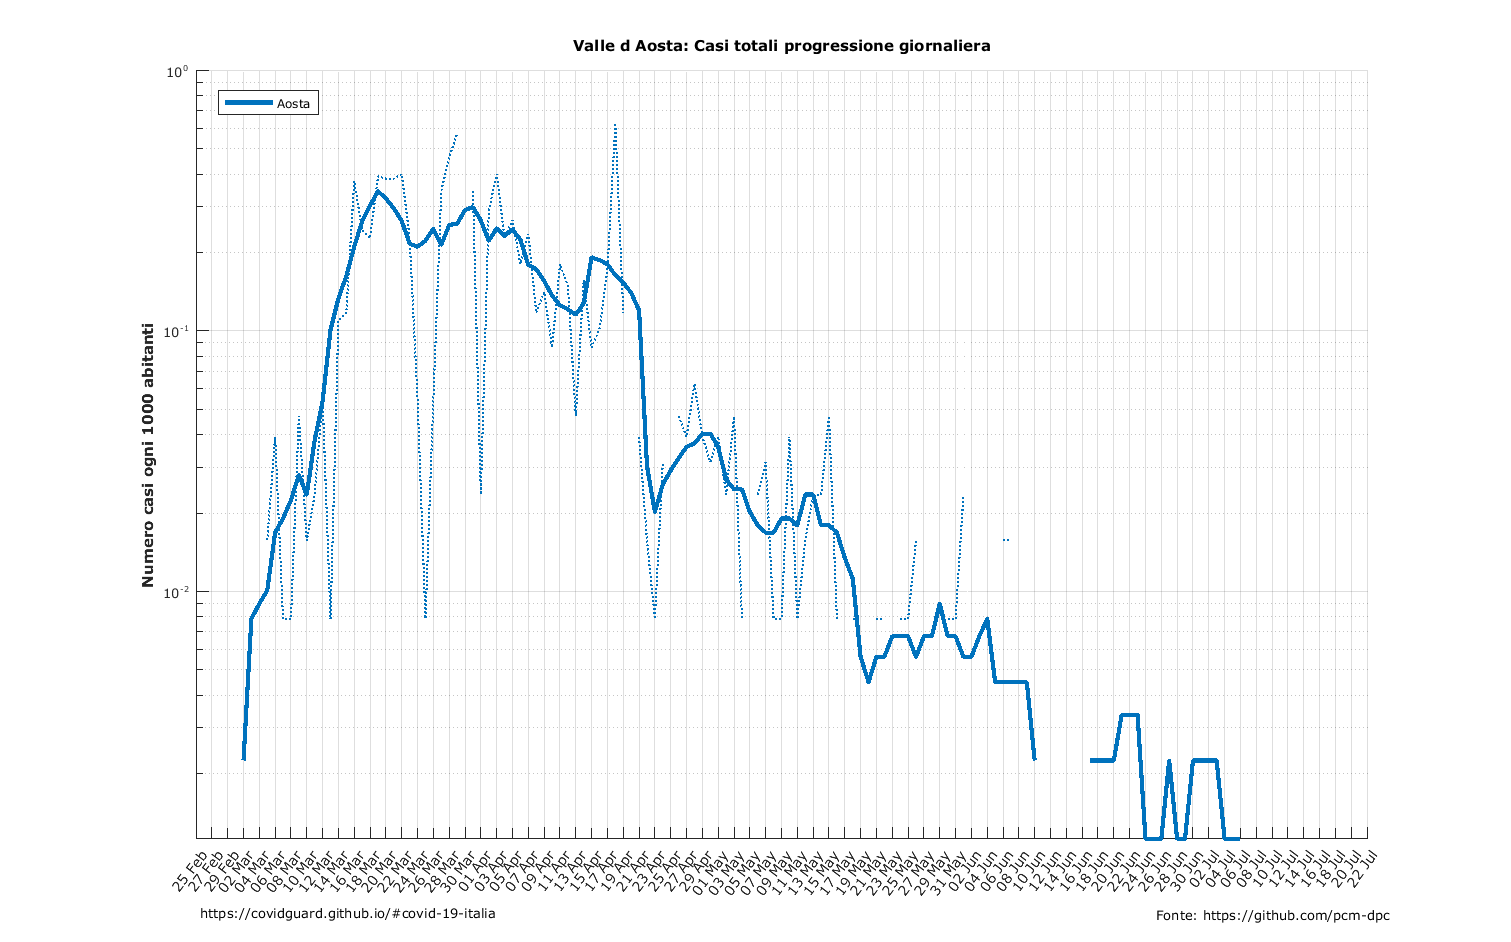 Valle d Aosta: Casi totali progressione giornaliera
Numero casi ogni 1000 abitanti
10^0
10^-1
10^-2
Aosta
25 Feb
27 Feb
29 Feb
02 Mar
04 Mar
06 Mar
08 Mar
10 Mar
12 Mar
14 Mar
16 Mar
18 Mar
20 Mar
22 Mar
24 Mar
26 Mar
28 Mar
30 Mar
01 Apr
03 Apr
05 Apr
07 Apr
09 Apr
11 Apr
13 Apr
15 Apr
17 Apr
19 Apr
21 Apr
23 Apr
25 Apr
27 Apr
29 Apr
01 May
03 May
05 May
07 May
09 May
11 May
13 May
15 May
17 May
19 May
21 May
23 May
25 May
27 May
29 May
31 May
02 Jun
04 Jun
06 Jun
08 Jun
10 Jun
12 Jun
14 Jun
16 Jun
18 Jun
20 Jun
22 Jun
24 Jun
26 Jun
28 Jun
30 Jun
02 Jul
04 Jul
06 Jul
08 Jul
10 Jul
12 Jul
14 Jul
16 Jul
18 Jul
20 Jul
22 Jul
https://covidguard.github.io/#covid-19-italia
Fonte: https://github.com/pcm-dpc